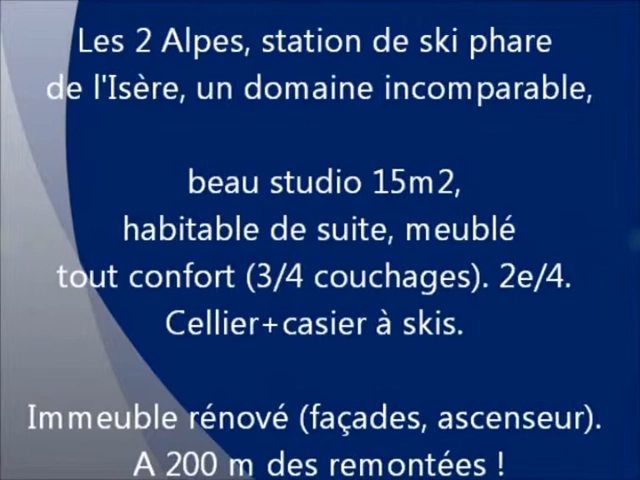 Les 2 Alpes, station de ski phare
de l'Isère, un domaine incomparable,
beau studio 15m2,
habitable de suite, meublé
tout confort (3/4 couchages). 2e/4.
Cellier+casier à skis.
Immeuble rénové (façades, ascenseur).
A 200 m des remontées !